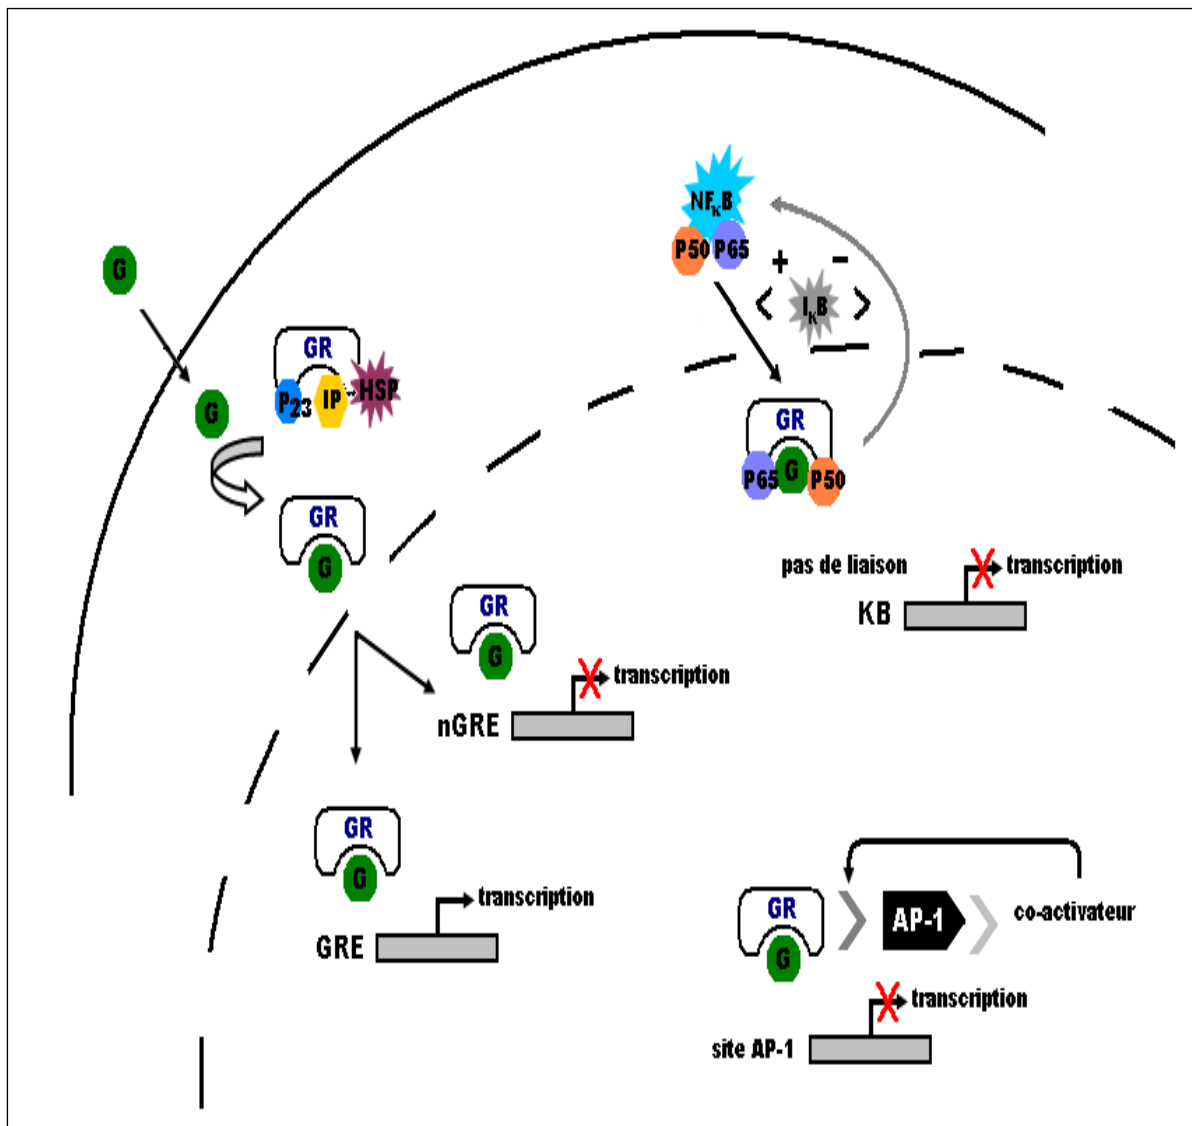 NFκB
P50 P65
+ -
< IκB >
G
GR
P23 IP HSP
G
GR
G
GR
P65 G P50
pas de liaison transcription
KB
GR
G
transcription
nGRE
GR
G
transcription
GRE
GR
G
AP-1
co-activateur
transcription
site AP-1